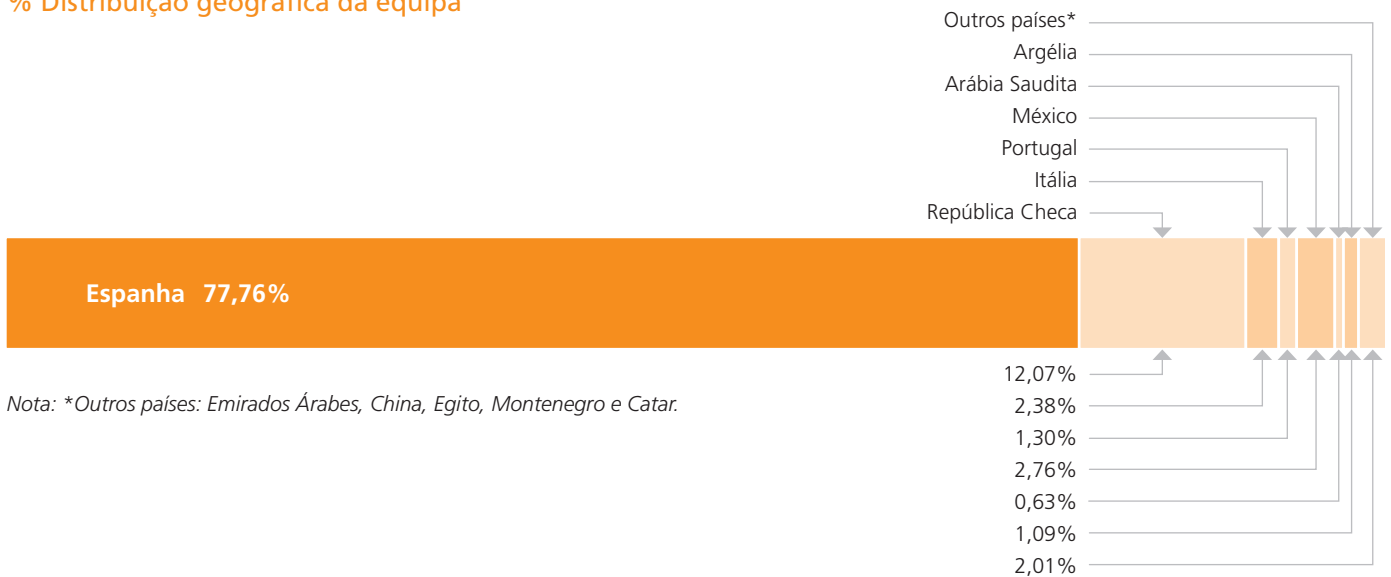 % Distribuição geográfica da equipa
Outros países*
Argélia
Arábia Saudita
México
Portugal
Itália
República Checa
Espanha 77,76%
12,07%
2,38%
1,30%
2,76%
0,63%
1,09%
2,01%
Nota: *Outros países: Emirados Árabes, China, Egito, Montenegro e Catar.